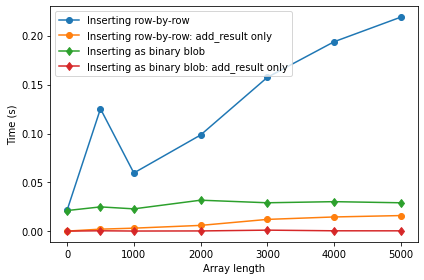 Inserting row-by-row
Inserting row-by-row: add_result only
Inserting as binary blob
Inserting as binary blob: add_result only
Time (s)
0.20
0.15
0.10
0.05
0.00
0
1000
2000
3000
4000
5000
Array length